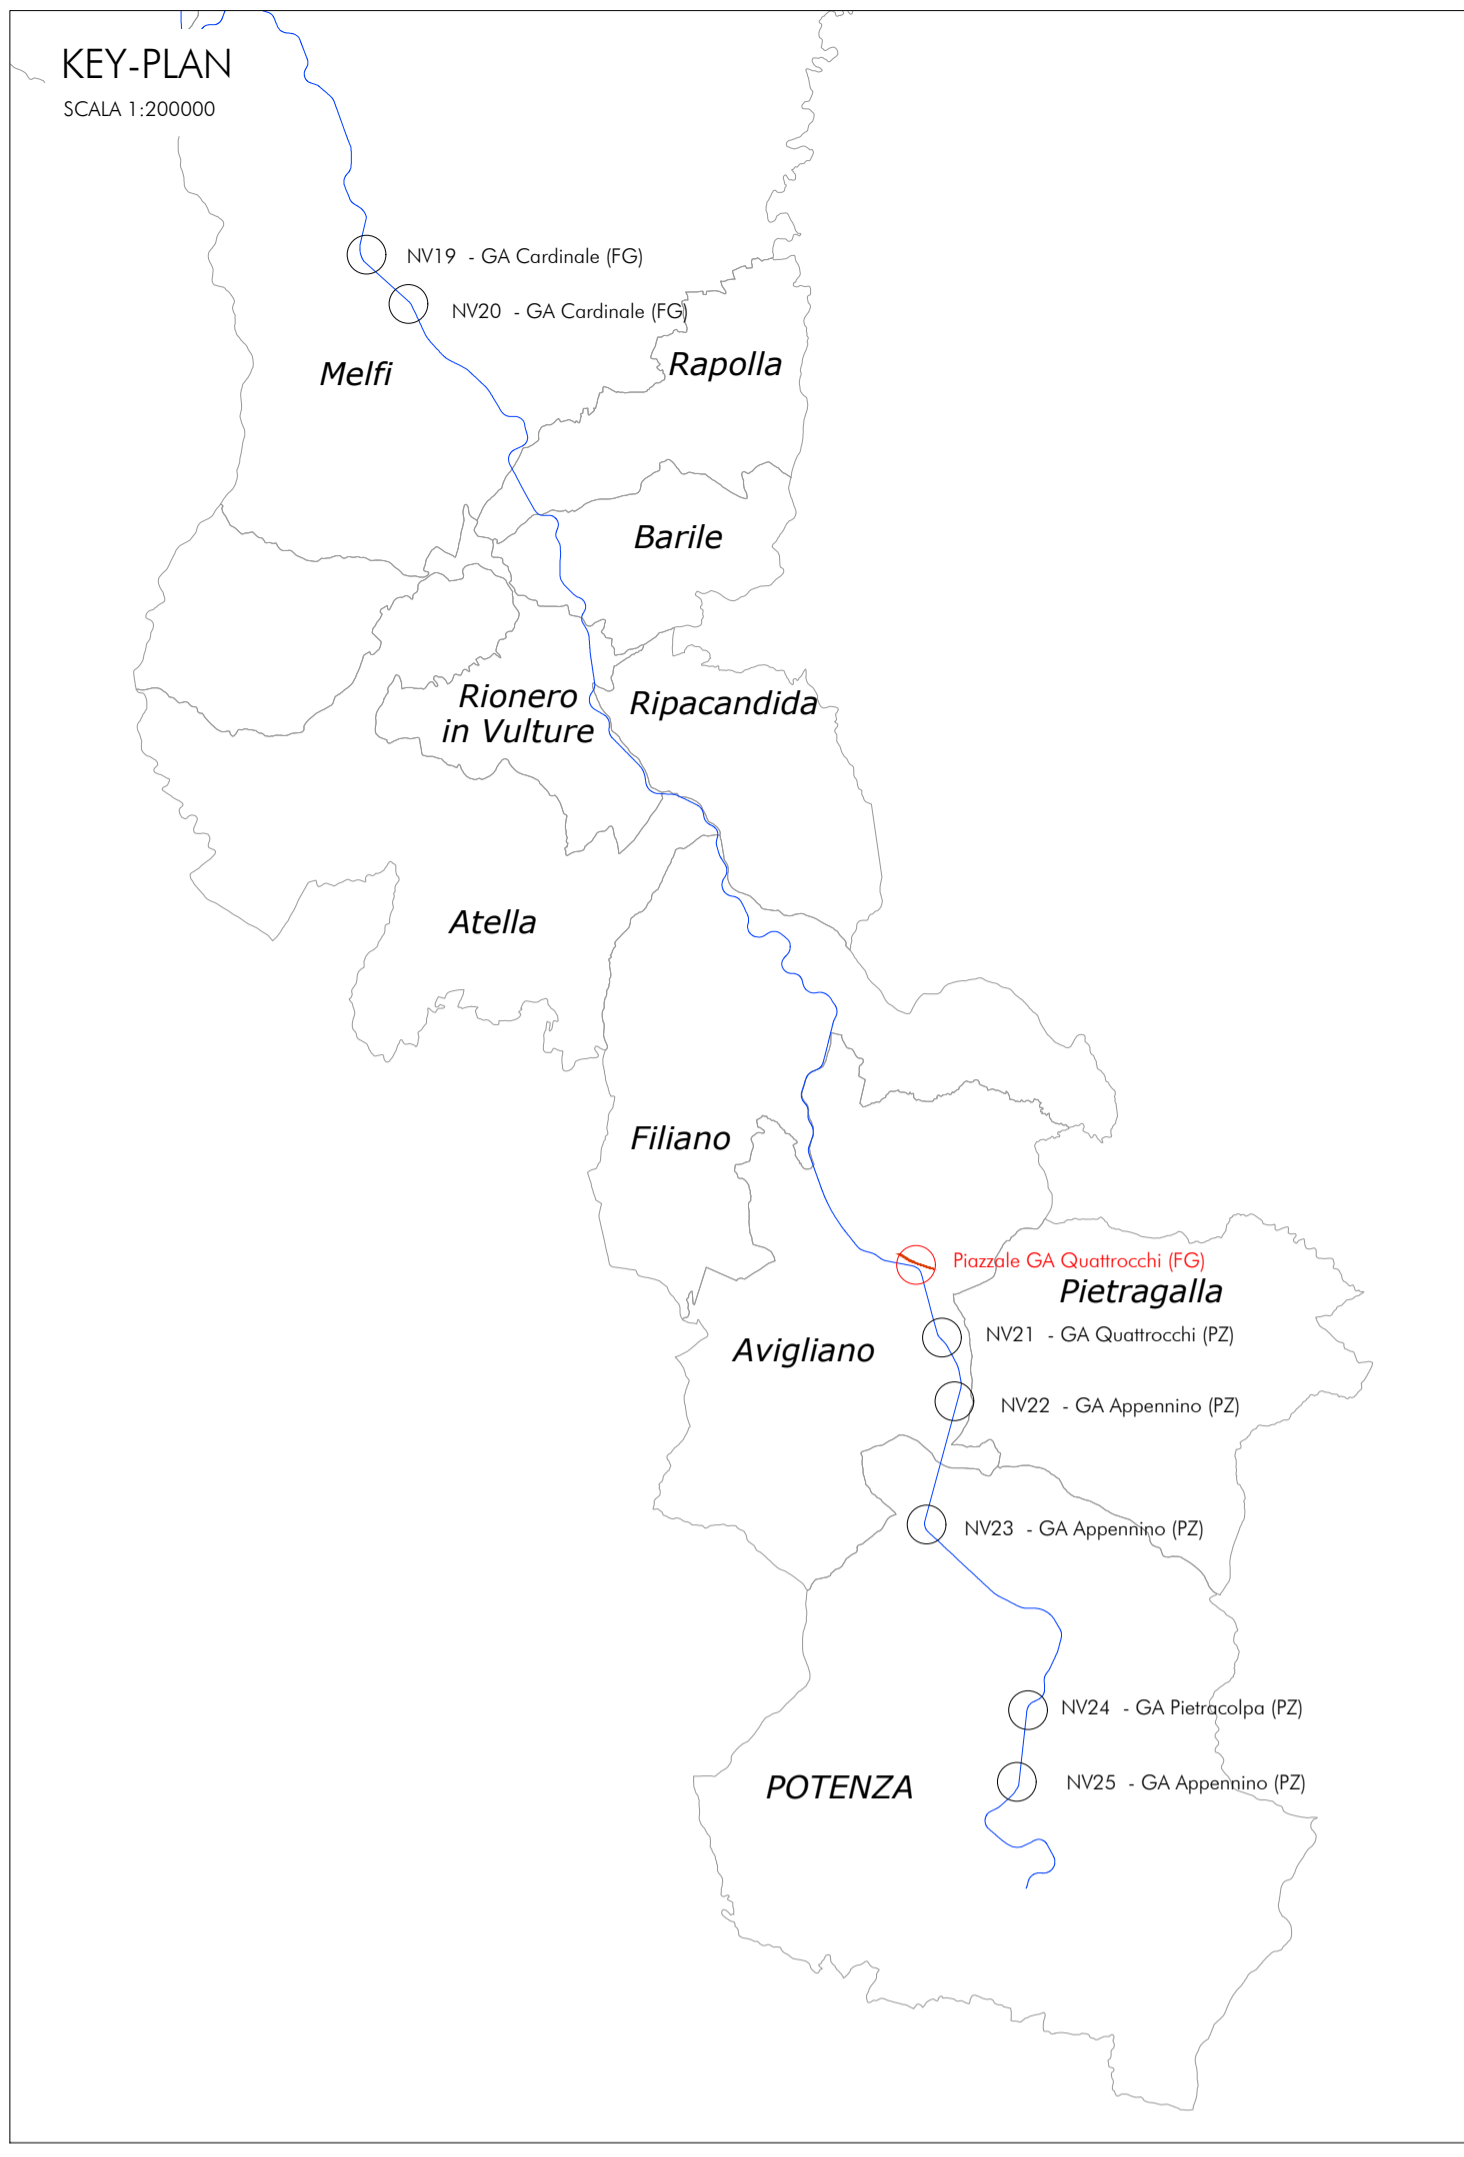 KEY-PLAN
SCALA 1:200000
NV19 - GA Cardinale (FG)
NV20 - GA Cardinale (FG)
Rapolla
Melfi
Barile
Rionero
in Vulture
Ripacandida
Atella
Filiano
Piazzale GA Quattrocchi (FG)
Pietragalla
NV21 - GA Quattrocchi (PZ)
Avigliano
NV22 - GA Appennino (PZ)
NV23 - GA Appennino (PZ)
NV24 - GA Pietracolpa (PZ)
NV25 - GA Appennino (PZ)
POTENZA